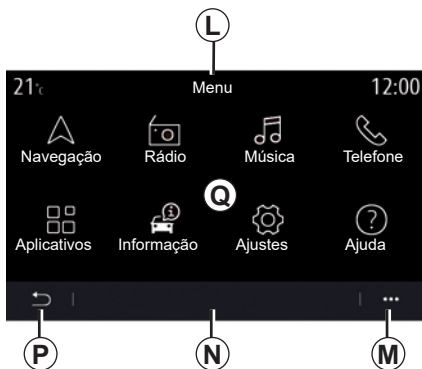 L
21°c Menu 12:00
Navegação Rádio Música Telefone
Q
Aplicativos Informação Ajustes Ajuda
P N M